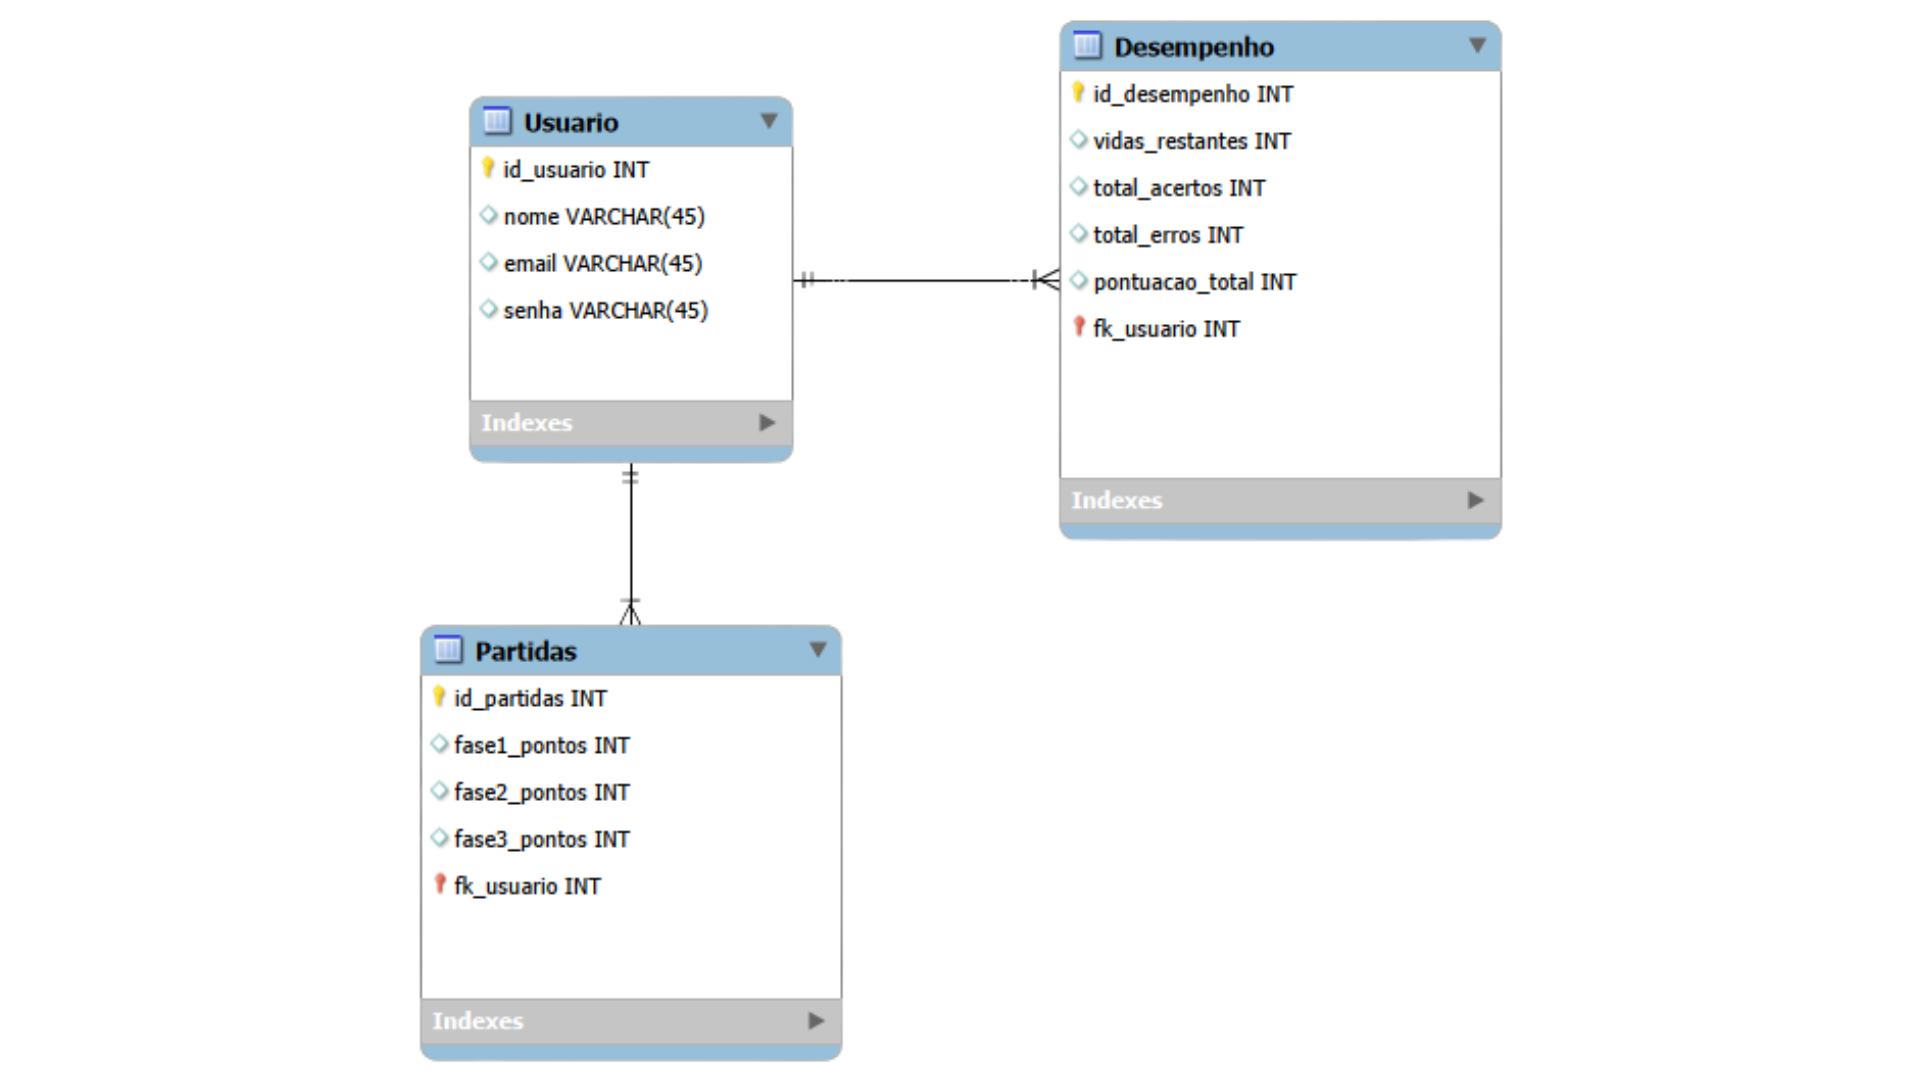 Usuario
id_usuario INT
nome VARCHAR(45)
email VARCHAR(45)
senha VARCHAR(45)
Indexes
Desempenho
id_desempenho INT
vidas_restantes INT
total_acertos INT
total_erros INT
pontuacao_total INT
fk_usuario INT
Indexes
Partidas
id_partidas INT
fase1_pontos INT
fase2_pontos INT
fase3_pontos INT
fk_usuario INT
Indexes